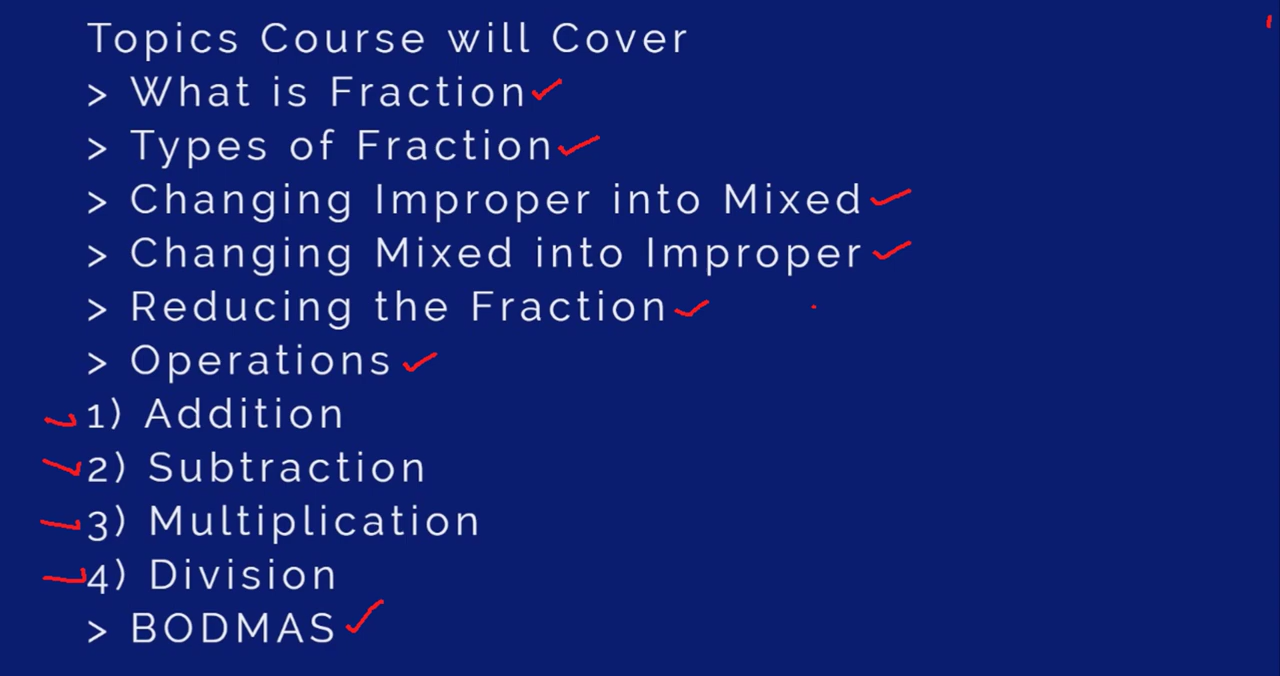 Topics Course will Cover
> What is Fraction
> Types of Fraction
> Changing Improper into Mixed
> Changing Mixed into Improper
> Reducing the Fraction
> Operations
1) Addition
2) Subtraction
3) Multiplication
4) Division
> BODMAS